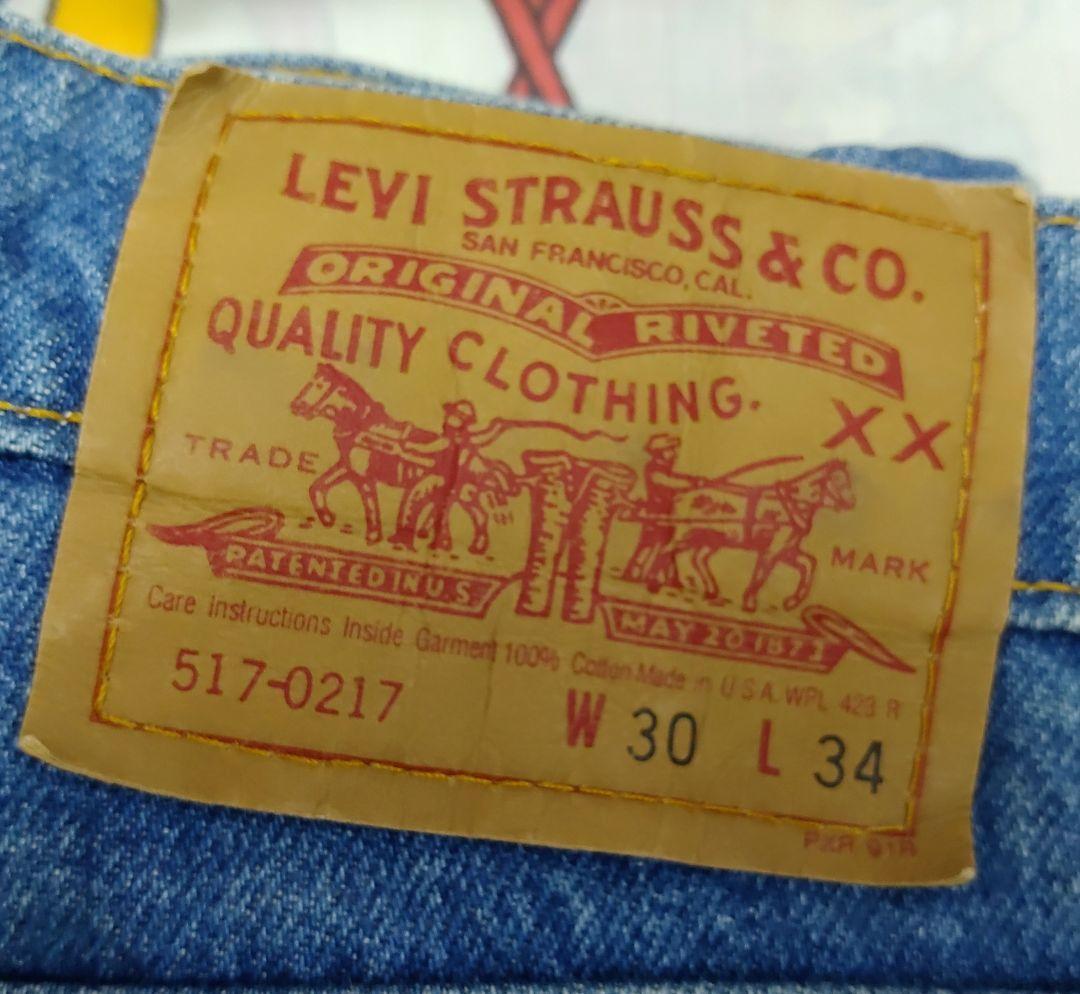 LEVI STRAUSS & CO.
SAN FRANCISCO, CAL.
ORIGINAL RIVETED
QUALITY CLOTHING.
XX
TRADE MARK
PATENTED IN U.S. MAY 20 1873
Care Instructions Inside Garment 100% Cotton-Made in U S A. WPL 423 R
517-0217 W 30 L 34